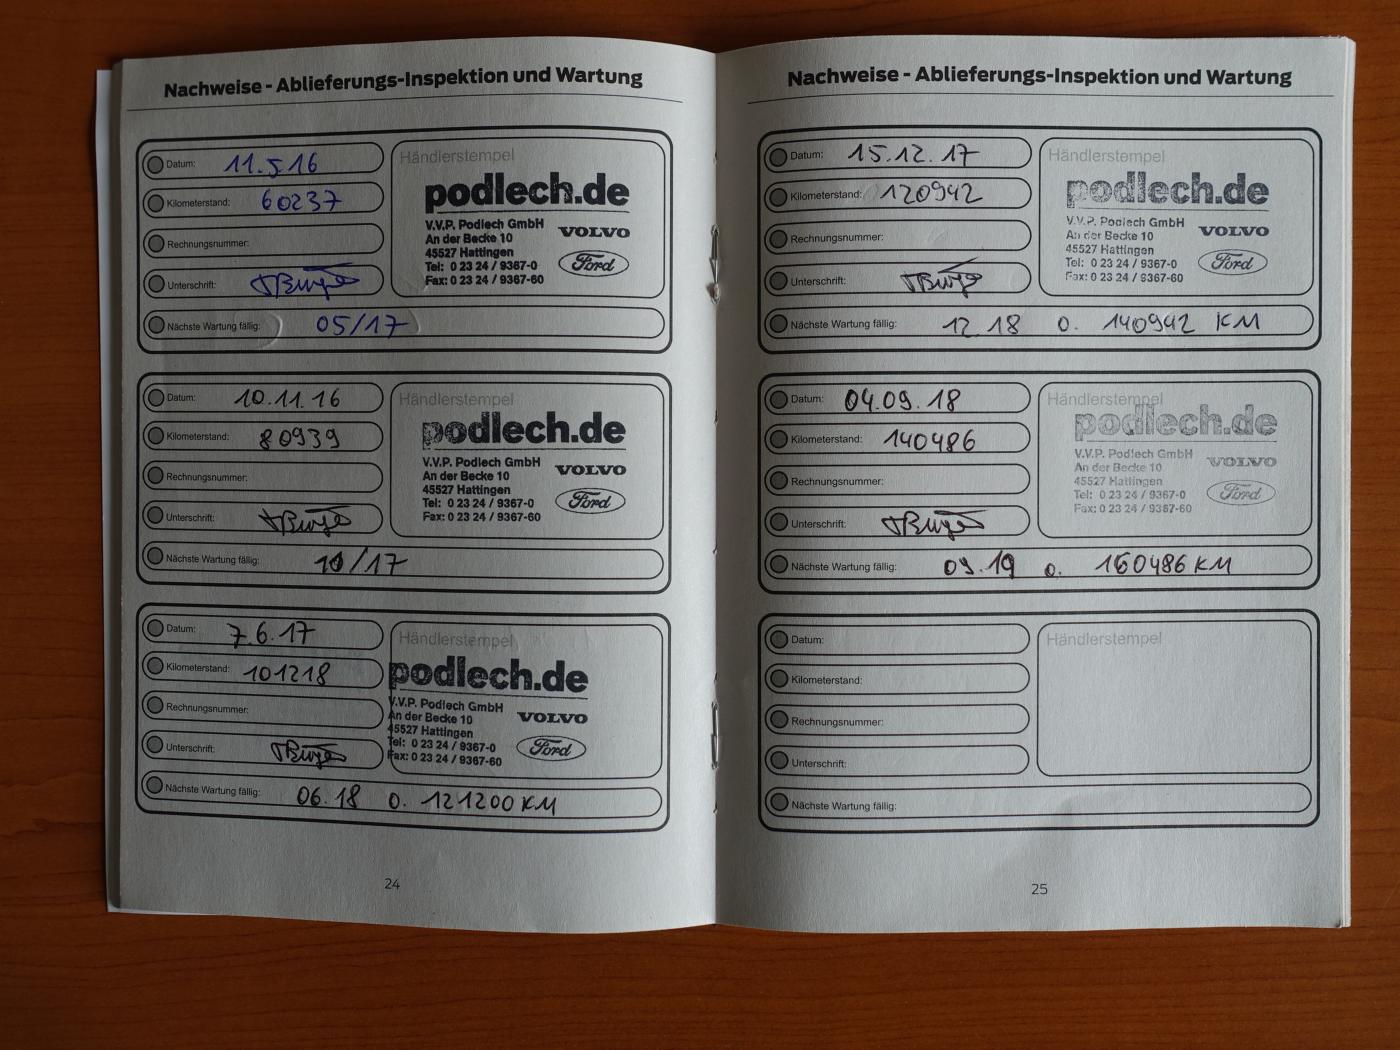 Nachweise - Ablieferungs-Inspektion und Wartung
Datum: 11.5.16
Kilometerstand: 60237
Rechnungsnummer:
Unterschrift:
Nächste Wartung fällig: 05/17
Händlerstempel
podlech.de
V.V.P. Podlech GmbH
An der Becke 10
VOLVO
45527 Hattingen
Tel: 0 23 24 / 9367-0
Ford
Fax: 0 23 24 / 9367-60
Datum: 10.11.16
Kilometerstand: 80939
Rechnungsnummer:
Unterschrift:
Nächste Wartung fällig: 10/17
Händlerstempel
podlech.de
V.V.P. Podlech GmbH
An der Becke 10
VOLVO
45527 Hattingen
Tel: 0 23 24 / 9367-0
Ford
Fax: 0 23 24 / 9367-60
Datum: 7.6.17
Kilometerstand: 101218
Rechnungsnummer:
Unterschrift:
Nächste Wartung fällig: 06.18 o. 121200 KM
Händlerstempel
podlech.de
V.V.P. Podlech GmbH
An der Becke 10
VOLVO
45527 Hattingen
Tel: 0 23 24 / 9367-0
Ford
Fax: 0 23 24 / 9367-60
24
Nachweise - Ablieferungs-Inspektion und Wartung
Datum: 15.12.17
Kilometerstand: 120942
Rechnungsnummer:
Unterschrift:
Nächste Wartung fällig: 12.18 o. 140942 KM
Händlerstempel
podlech.de
V.V.P. Podlech GmbH
An der Becke 10
VOLVO
45527 Hattingen
Tel: 0 23 24 / 9367-0
Ford
Fax: 0 23 24 / 9367-60
Datum: 04.09.18
Kilometerstand: 140486
Rechnungsnummer:
Unterschrift:
Nächste Wartung fällig: 09.19 o. 160486 KM
Händlerstempel
podlech.de
V.V.P. Podlech GmbH
An der Becke 10
VOLVO
45527 Hattingen
Tel: 0 23 24 / 9367-0
Ford
Fax: 0 23 24 / 9367-60
Datum:
Kilometerstand:
Rechnungsnummer:
Unterschrift:
Nächste Wartung fällig:
Händlerstempel
25